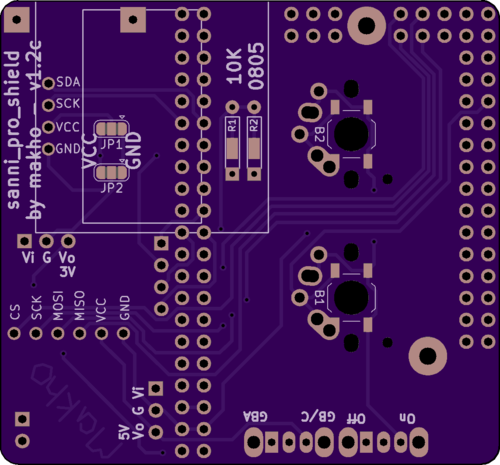 sanni_pro_shield
by makho - v1.2c
SDA
SCK
VCC
GND
VCC
GND
JP1
JP2
10K
0805
R1
R2
B2
B1
Vi G Vo
3V
CS
SCK
MOSI
MISO
VCC
GND
Makho
5V
Vo G Vi
GBA
GB/C
Off
On